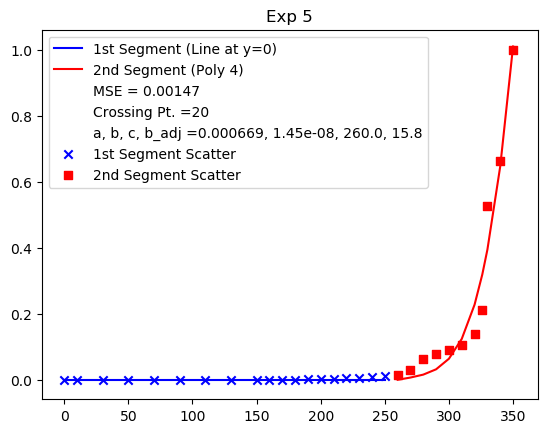 Exp 5
1st Segment (Line at y=0)
2nd Segment (Poly 4)
MSE = 0.00147
Crossing Pt. =20
a, b, c, b_adj =0.000669, 1.45e-08, 260.0, 15.8
1st Segment Scatter
2nd Segment Scatter
1.0
0.8
0.6
0.4
0.2
0.0
0 50 100 150 200 250 300 350